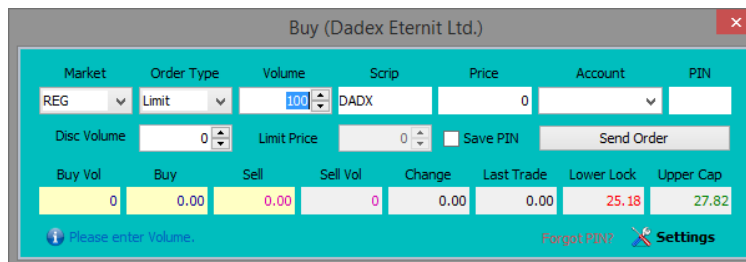 Buy (Dadex Eternit Ltd.)
Market Order Type Volume Scrip Price Account PIN
REG Limit 100 DADX 0
Disc Volume 0 Limit Price 0 Save PIN Send Order
Buy Vol Buy Sell Sell Vol Change Last Trade Lower Lock Upper Cap
0 0.00 0.00 0 0.00 0.00 25.18 27.82
Please enter Volume. Forgot PIN? Settings